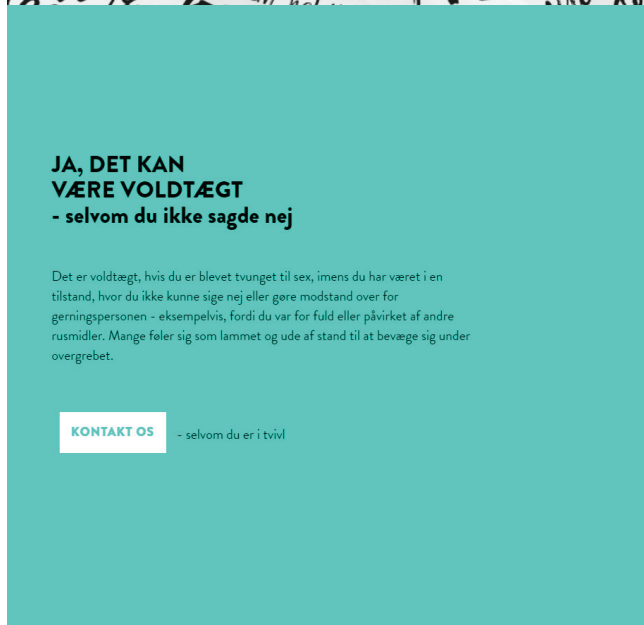 JA, DET KAN
VÆRE VOLDTÆGT
- selvom du ikke sagde nej
Det er voldtægt, hvis du er blevet tvunget til sex, imens du har været i en
tilstand, hvor du ikke kunne sige nej eller gøre modstand over for
gerningspersonen - eksempelvis, fordi du var for fuld eller påvirket af andre
rusmidler. Mange føler sig som lammet og ude af stand til at bevæge sig under
overgrebet.
KONTAKT OS - selvom du er i tvivl